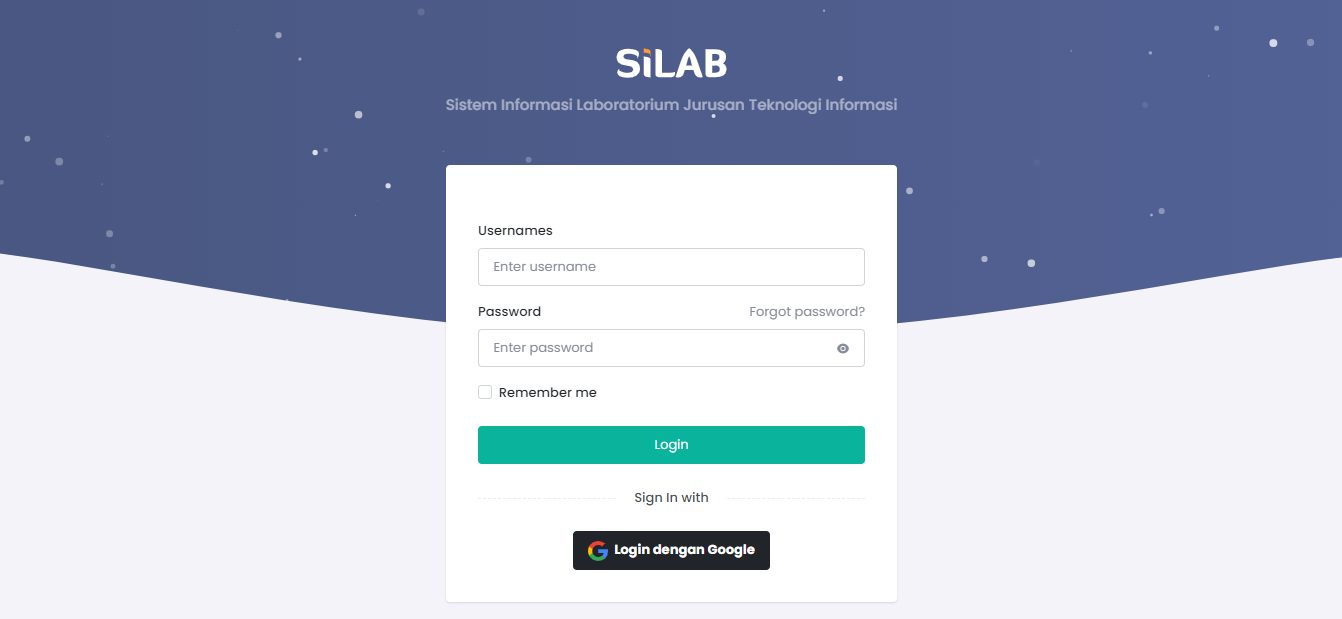 SiLAB
Sistem Informasi Laboratorium Jurusan Teknologi Informasi
Usernames
Enter username
Password Forgot password?
Enter password
Remember me
Login
Sign In with
Login dengan Google